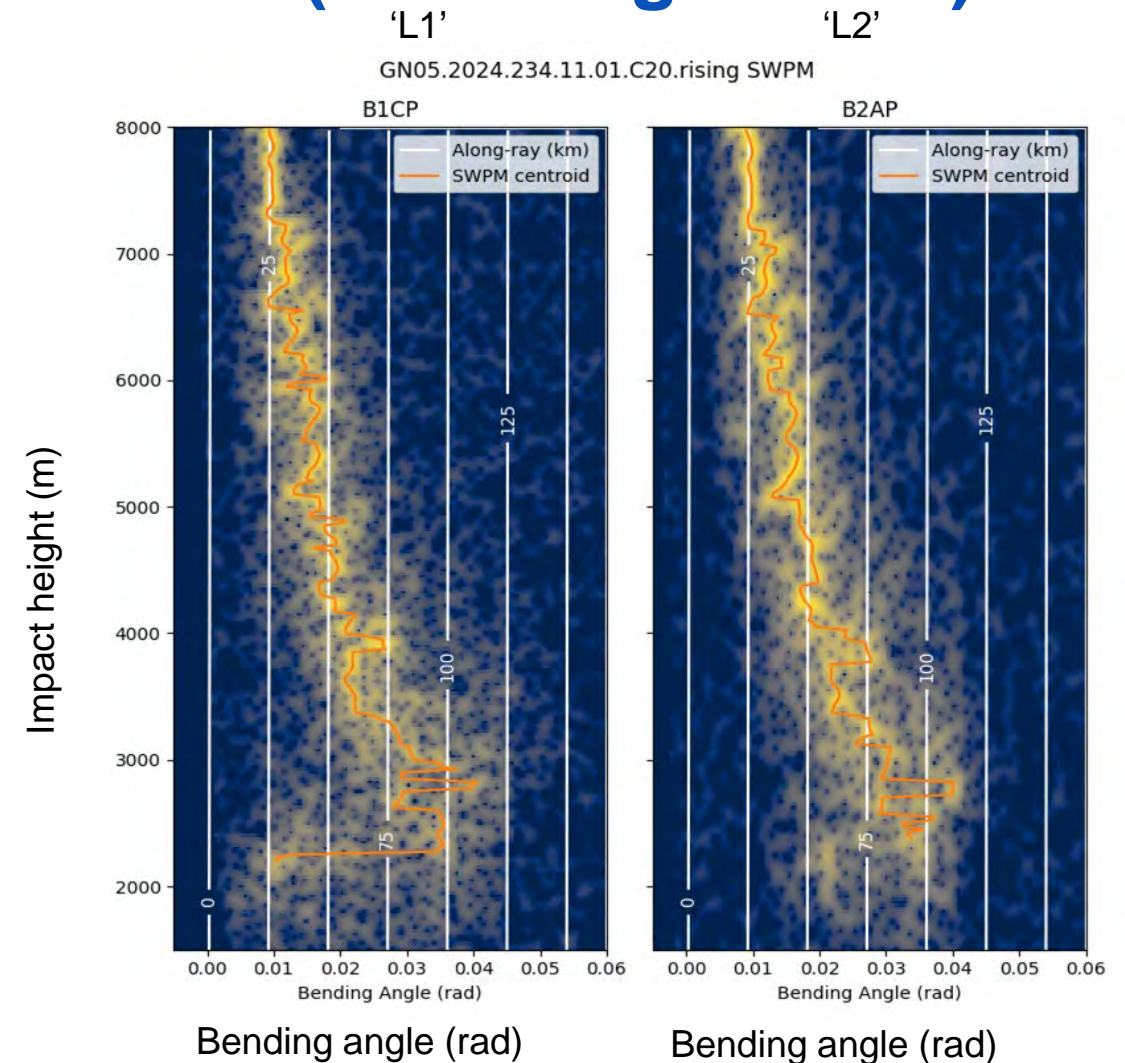 ‘L1’ ‘L2’
GN05.2024.234.11.01.C20.rising SWPM
B1CP
B2AP
Along-ray (km)
SWPM centroid
Along-ray (km)
SWPM centroid
Impact height (m)
8000
7000
6000
5000
4000
3000
2000
0
25
75
100
125
0
25
75
100
125
0.00 0.01 0.02 0.03 0.04 0.05 0.06
Bending Angle (rad)
0.00 0.01 0.02 0.03 0.04 0.05 0.06
Bending Angle (rad)
Bending angle (rad)
Bending angle (rad)